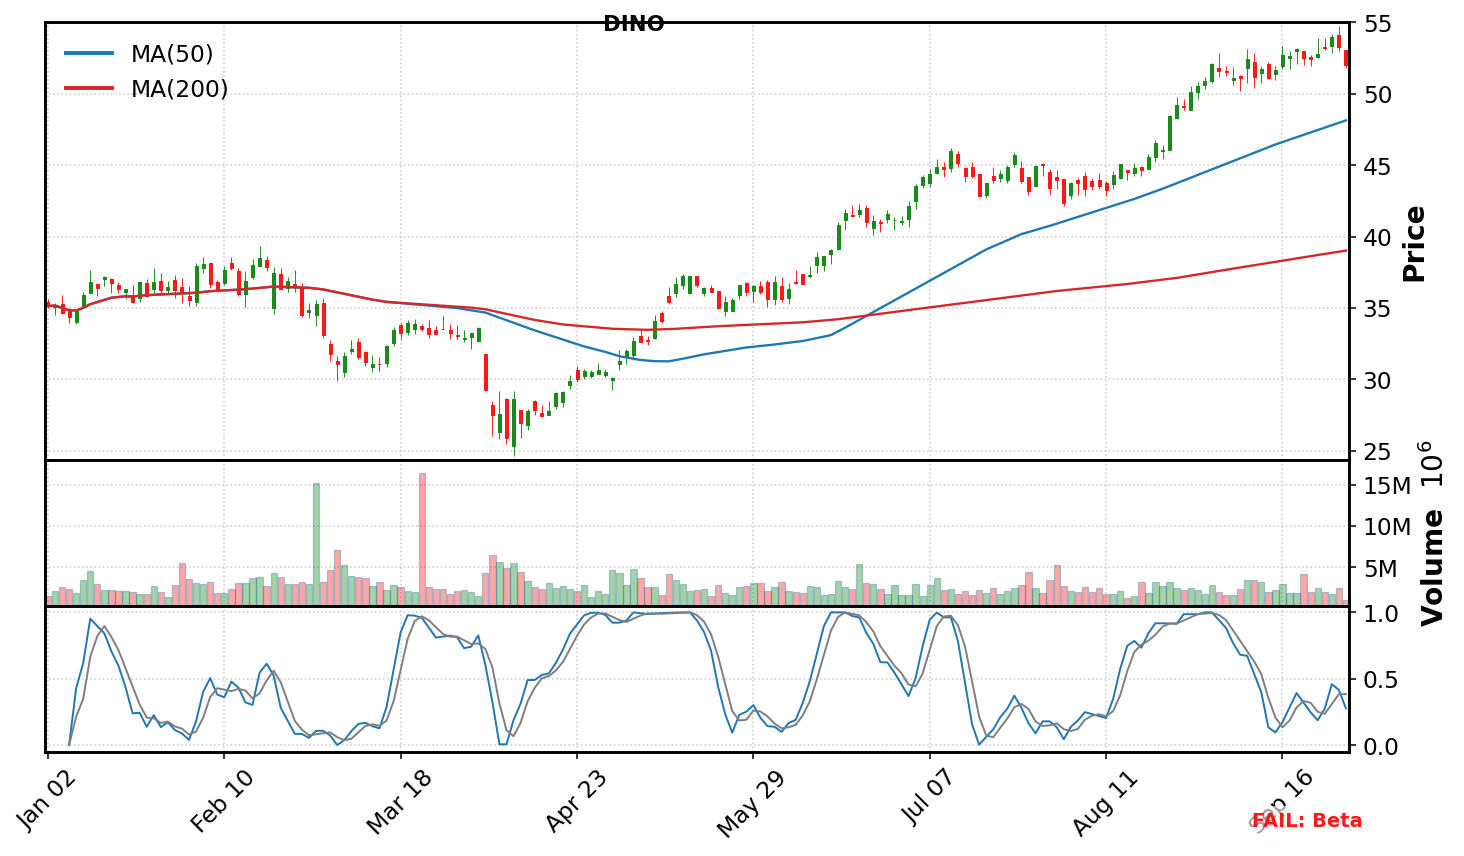 DINO
MA(50)
MA(200)
55
50
45
40
35
30
25
Price
15M
10M
5M
Volume 10^6
1.0
0.5
0.0
Jan 02
Feb 10
Mar 18
Apr 23
May 29
Jul 07
Aug 11
Sep 16
FAIL: Beta